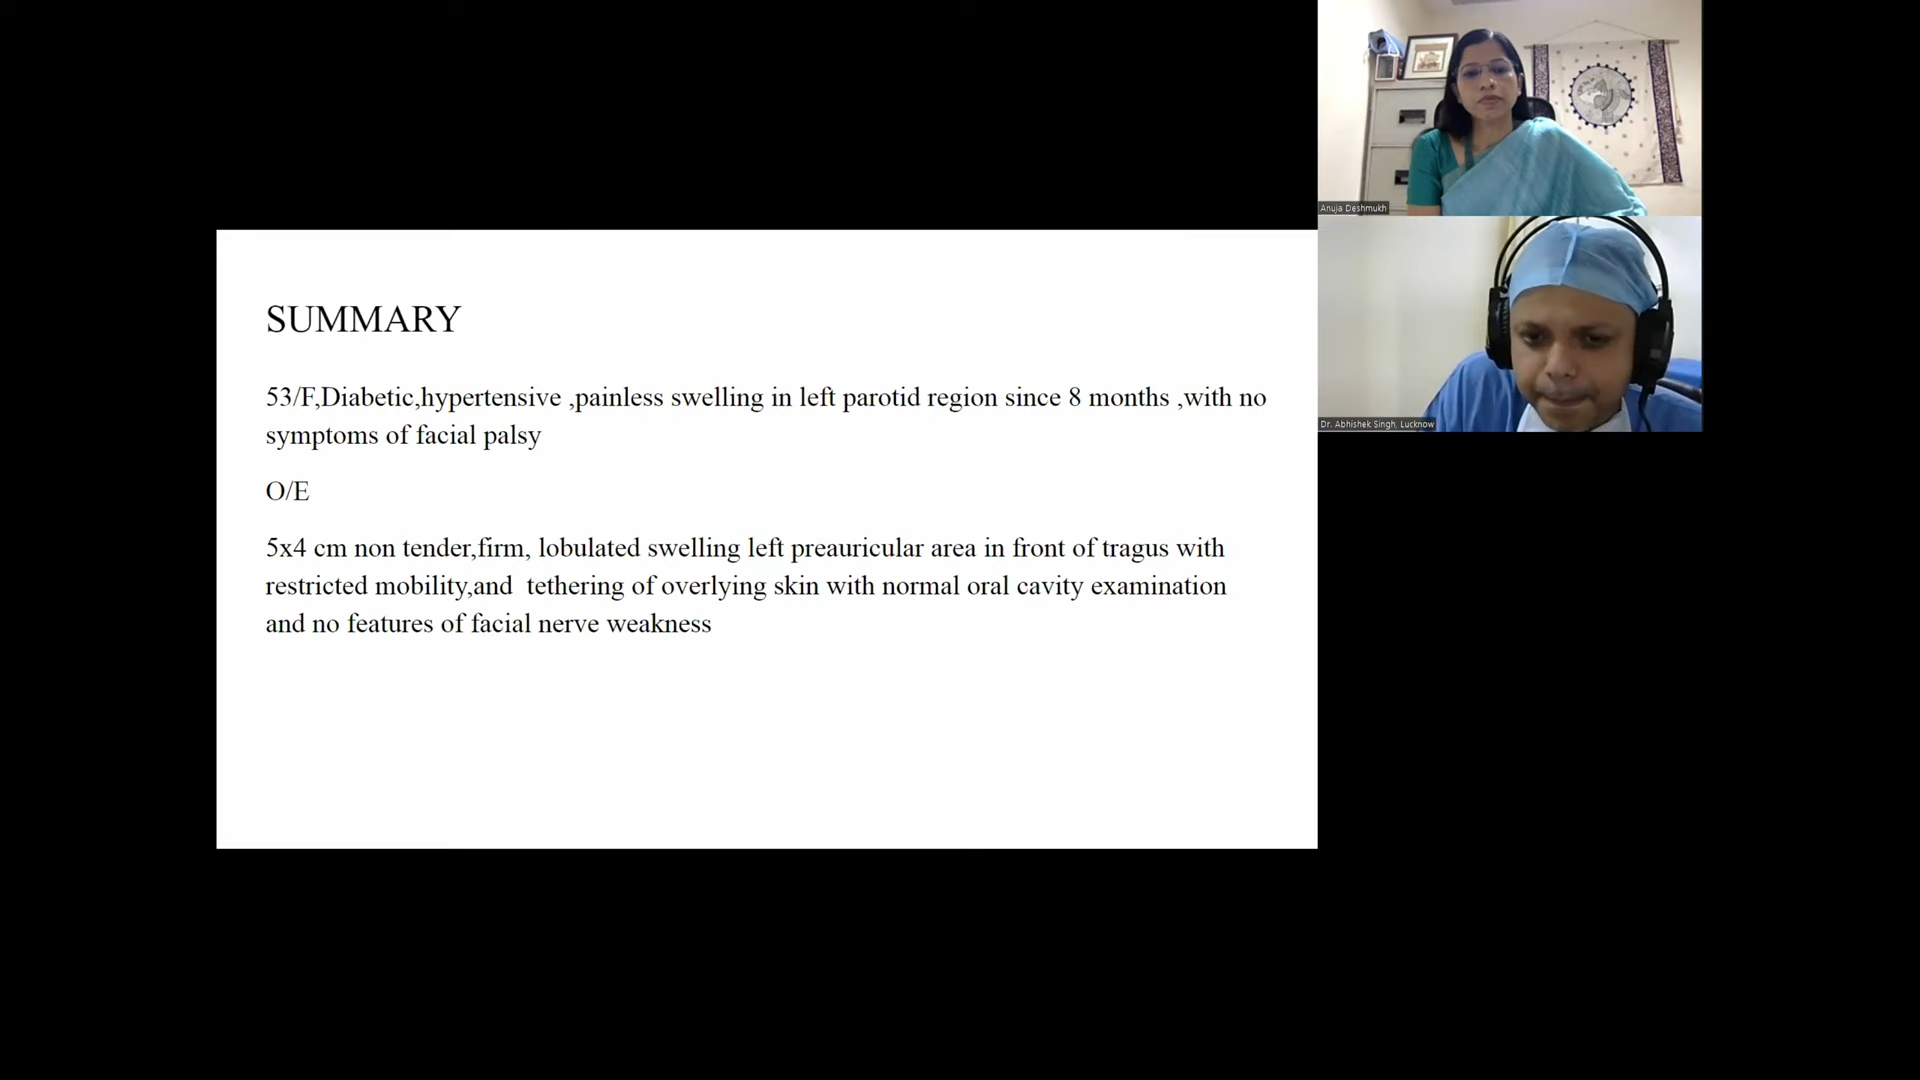 SUMMARY
53/F,Diabetic,hypertensive ,painless swelling in left parotid region since 8 months ,with no
symptoms of facial palsy
O/E
5x4 cm non tender,firm, lobulated swelling left preauricular area in front of tragus with
restricted mobility,and  tethering of overlying skin with normal oral cavity examination
and no features of facial nerve weakness
Anuja Deshmukh
Dr. Abhishek Singh, Lucknow